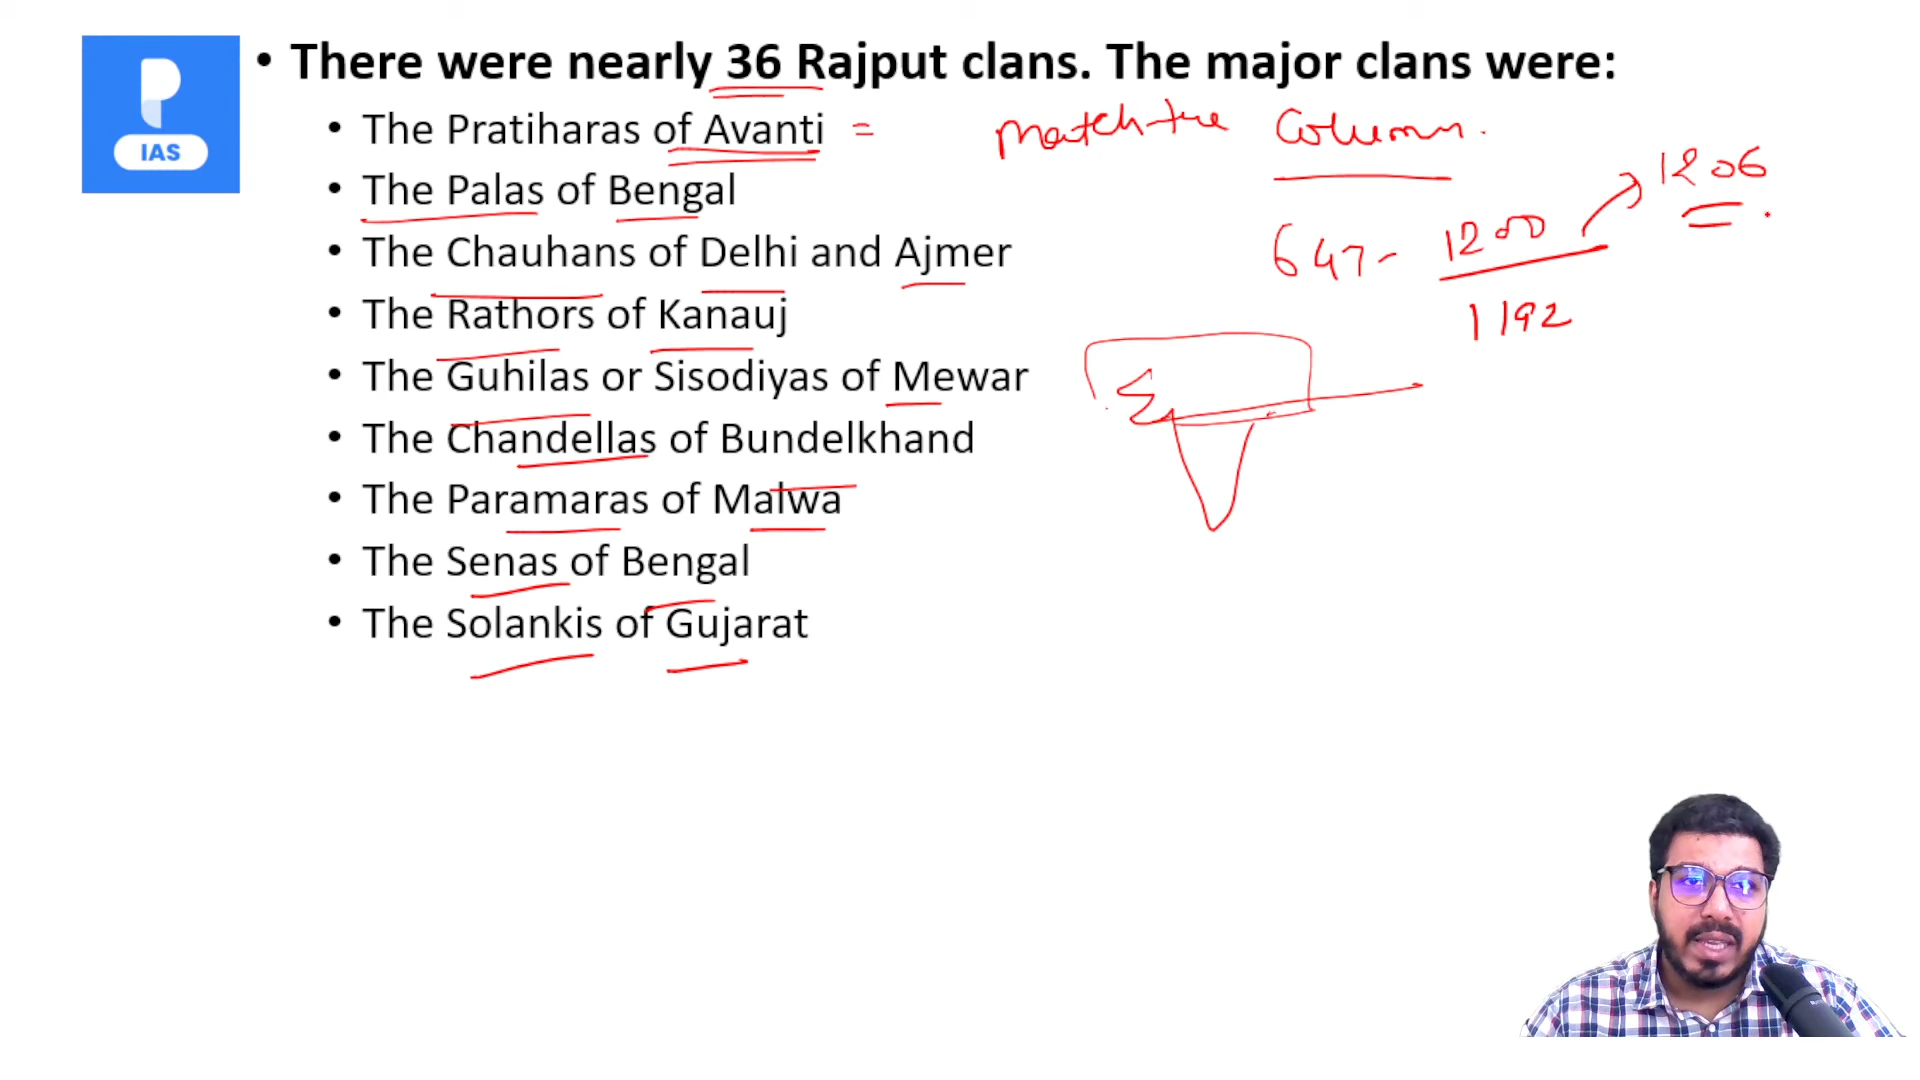 IAS
• There were nearly 36 Rajput clans. The major clans were:
• The Pratiharas of Avanti =
Match the Column.
• The Palas of Bengal
1206
• The Chauhans of Delhi and Ajmer
647- 1200
• The Rathors of Kanauj
1192
• The Guhilas or Sisodiyas of Mewar
• The Chandellas of Bundelkhand
• The Paramaras of Malwa
• The Senas of Bengal
• The Solankis of Gujarat